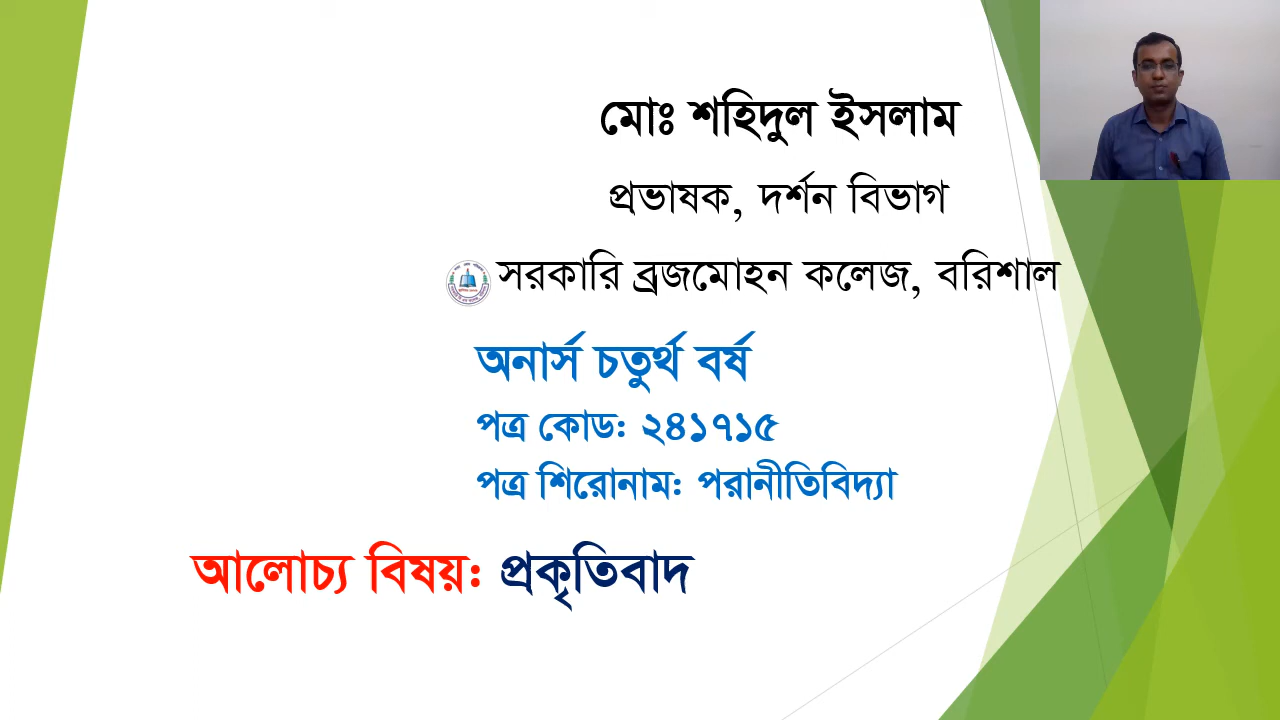 মোঃ শহিদুল ইসলাম
প্রভাষক, দর্শন বিভাগ
সরকারি ব্রজমোহন কলেজ, বরিশাল
অনার্স চতুর্থ বর্ষ
পত্র কোড: ২৪১৭১৫
পত্র শিরোনাম: পরানীতিবিদ্যা
আলোচ্য বিষয়: প্রকৃতিবাদ